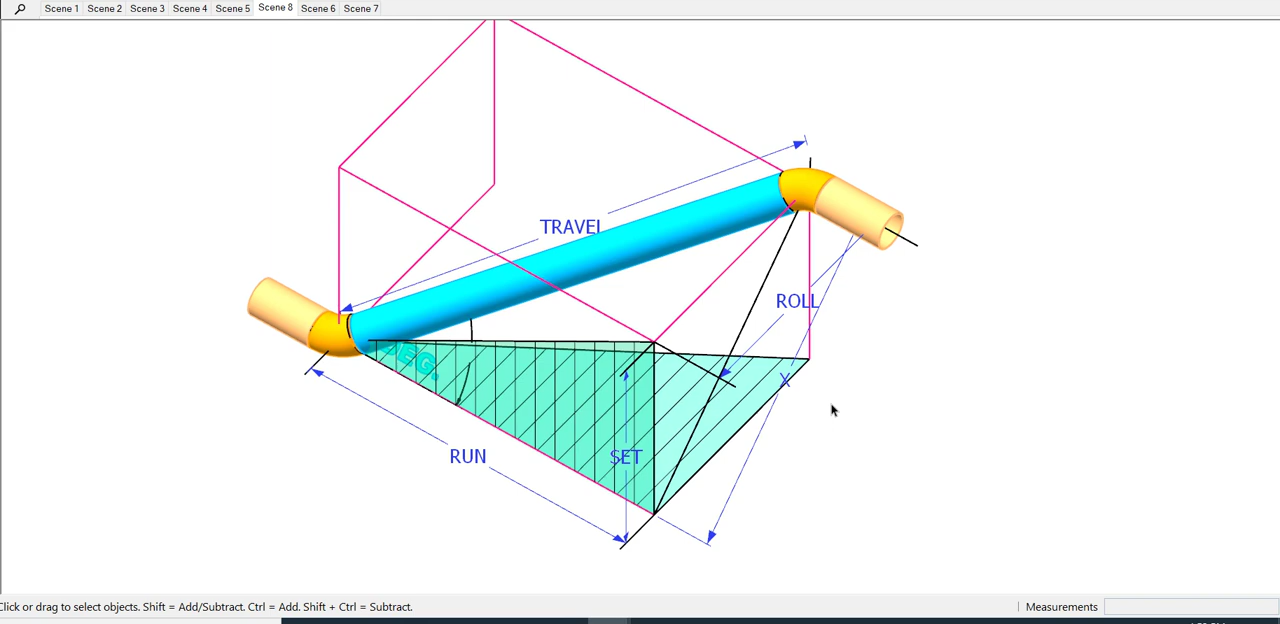 Scene 1 Scene 2 Scene 3 Scene 4 Scene 5 Scene 8 Scene 6 Scene 7
TRAVEL
ROLL
X
RUN
SET
Click or drag to select objects. Shift = Add/Subtract. Ctrl = Add. Shift + Ctrl = Subtract.
Measurements